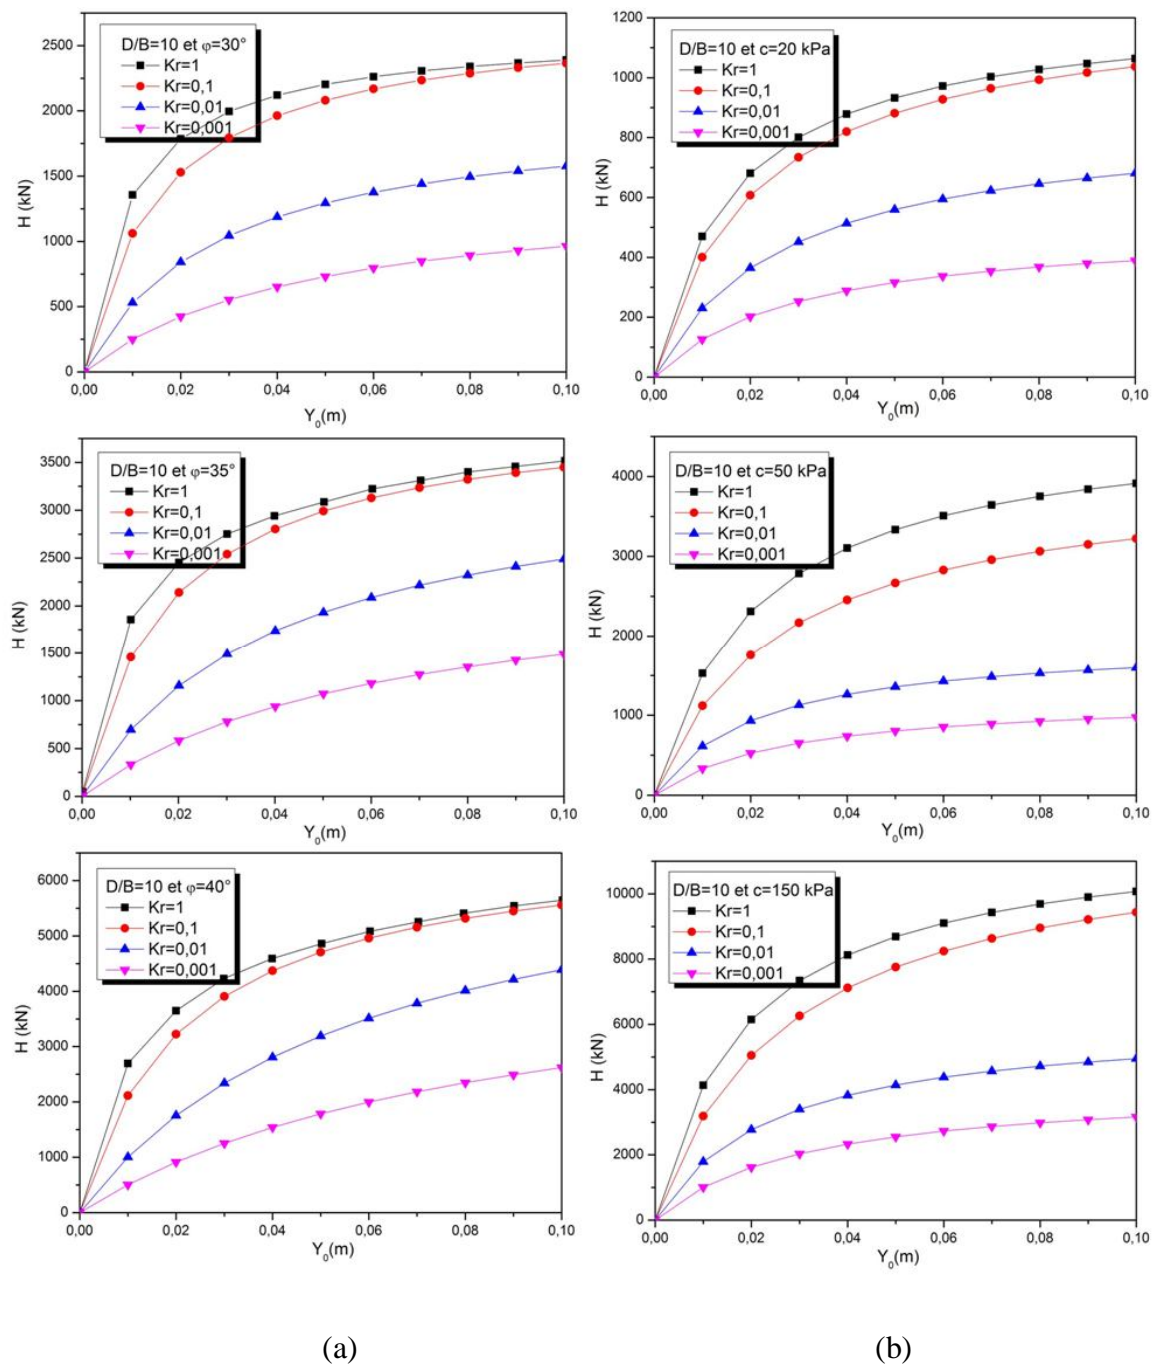 D/B=10 et φ=30°
Kr=1
Kr=0,1
Kr=0,01
Kr=0,001
2500
2000
1500
1000
500
0
H (kN)
0,00 0,02 0,04 0,06 0,08 0,10
Y0(m)
D/B=10 et c=20 kPa
Kr=1
Kr=0,1
Kr=0,01
Kr=0,001
1200
1000
800
600
400
200
0
H (kN)
0,00 0,02 0,04 0,06 0,08 0,10
Y0(m)
D/B=10 et φ=35°
Kr=1
Kr=0,1
Kr=0,01
Kr=0,001
3500
3000
2500
2000
1500
1000
500
0
H (kN)
0,00 0,02 0,04 0,06 0,08 0,10
Y0(m)
D/B=10 et c=50 kPa
Kr=1
Kr=0,1
Kr=0,01
Kr=0,001
4000
3000
2000
1000
0
H (kN)
0,00 0,02 0,04 0,06 0,08 0,10
Y0(m)
D/B=10 et φ=40°
Kr=1
Kr=0,1
Kr=0,01
Kr=0,001
6000
5000
4000
3000
2000
1000
0
H (kN)
0,00 0,02 0,04 0,06 0,08 0,10
Y0(m)
D/B=10 et c=150 kPa
Kr=1
Kr=0,1
Kr=0,01
Kr=0,001
10000
8000
6000
4000
2000
0
H (kN)
0,00 0,02 0,04 0,06 0,08 0,10
Y0(m)
(a) (b)